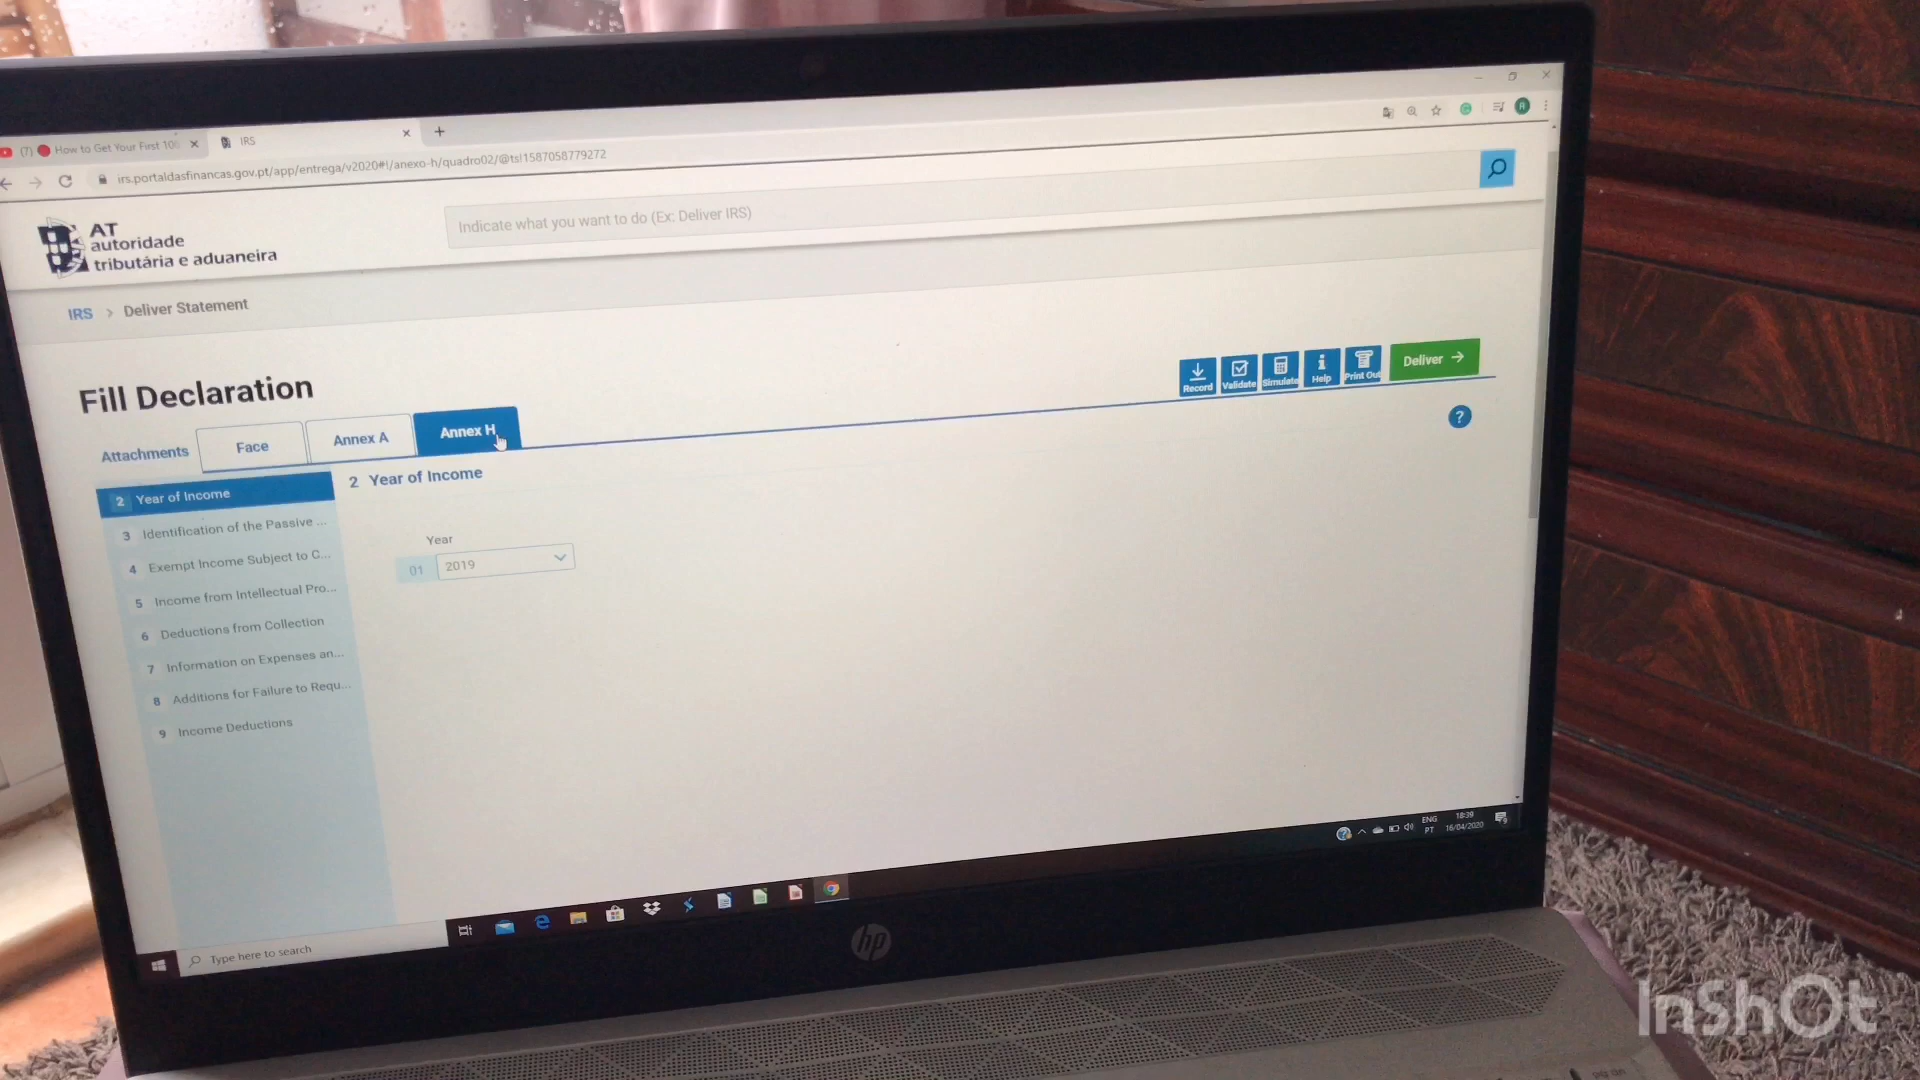 (7) How to Get Your First 10
IRS
irs.portaldasfinancas.gov.pt/app/entrega/v2020#!/anexo-h/quadro02/@ts!1587058779272
A
AT
autoridade
tributária e aduaneira
Indicate what you want to do (Ex: Deliver IRS)
IRS > Deliver Statement
Fill Declaration
Record
Validate
Simulate
Help
Print Out
Deliver
?
Attachments
Face
Annex A
Annex H
2 Year of Income
3 Identification of the Passive ...
4 Exempt Income Subject to C...
5 Income from Intellectual Pro...
6 Deductions from Collection
7 Information on Expenses an...
8 Additions for Failure to Requ...
9 Income Deductions
2 Year of Income
Year
01 2019
ENG
PT
18:39
16/04/2020
Type here to search
hp
InShOt